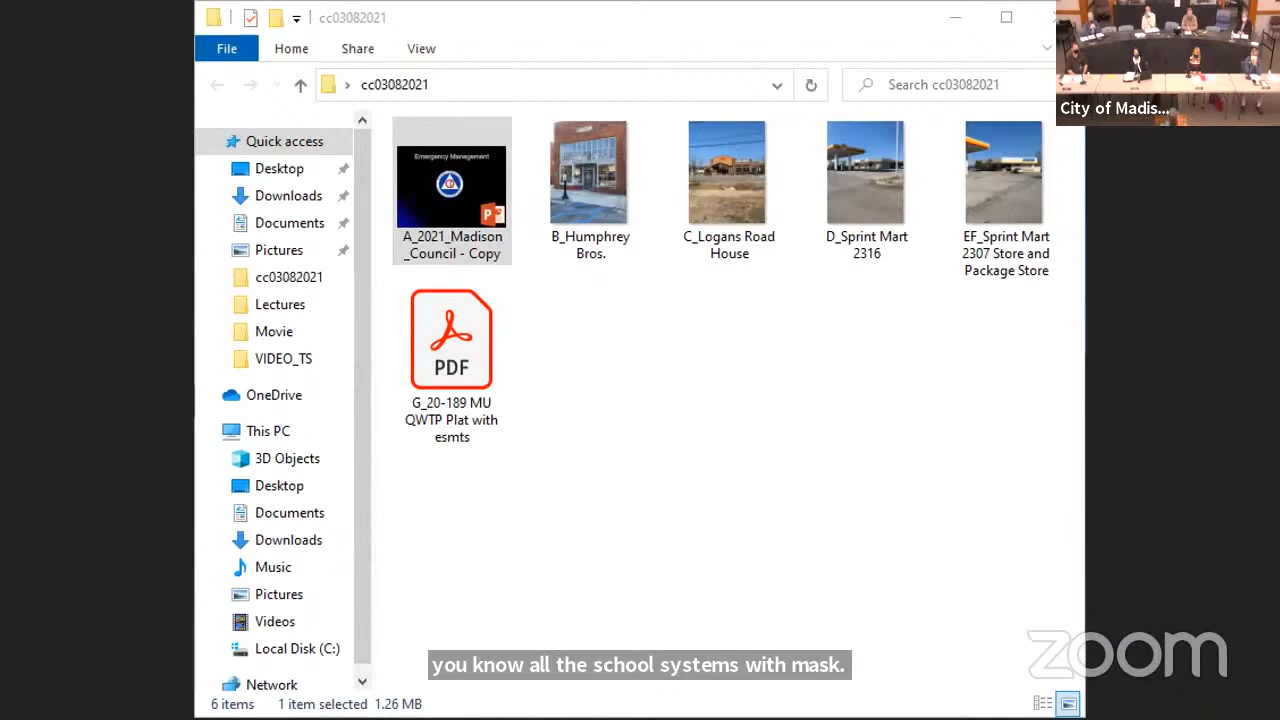 cc03082021
File
Home
Share
View
cc03082021
Search cc03082021
City of Madis...
Quick access
Desktop
Downloads
Documents
Pictures
cc03082021
Lectures
Movie
VIDEO_TS
OneDrive
This PC
3D Objects
Desktop
Documents
Downloads
Music
Pictures
Videos
Local Disk (C:)
Network
Emergency Management
P
A_2021_Madison
_Council - Copy
B_Humphrey
Bros.
C_Logans Road
House
D_Sprint Mart
2316
EF_Sprint Mart
2307 Store and
Package Store
PDF
G_20-189 MU
QWTP Plat with
esmts
you know all the school systems with mask.
6 items
1 item selected
1.26 MB
zoom